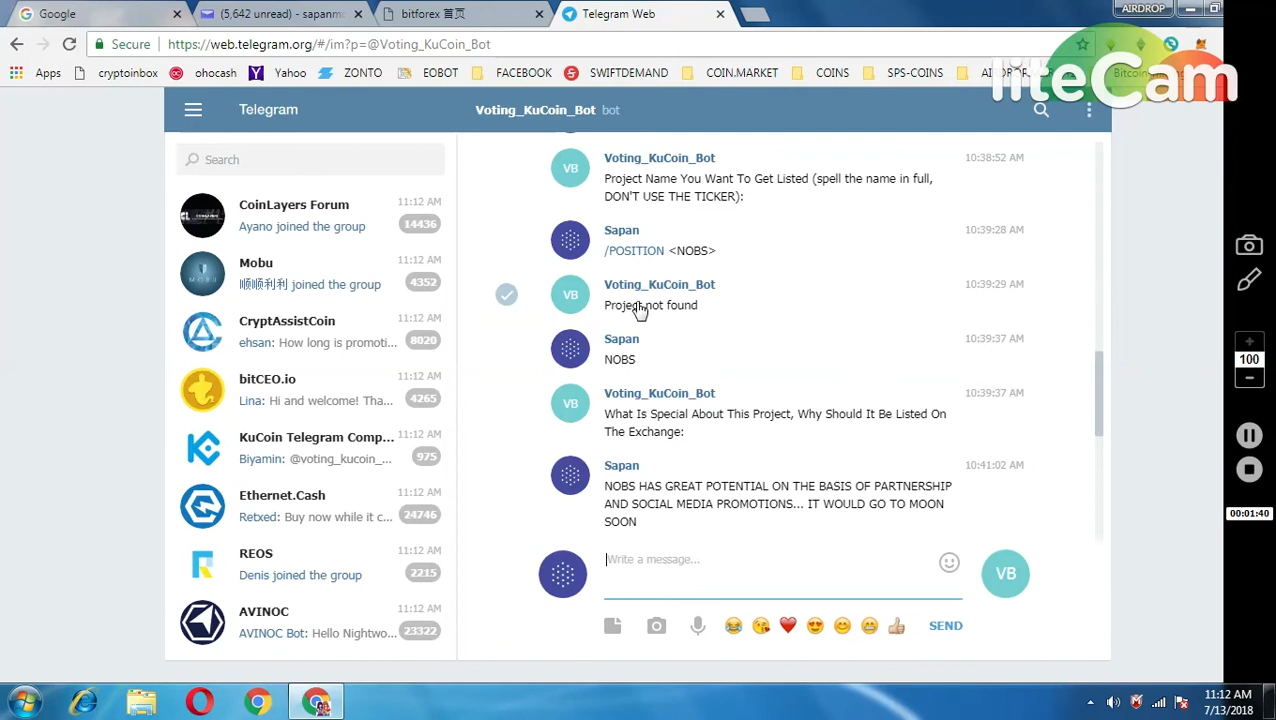 Google
(5,642 unread) - sapanmo
bitforex 首页
Telegram Web
AIRDROP
Secure
https://web.telegram.org/#/im?p=@Voting_KuCoin_Bot
Apps
cryptoinbox
ohocash
Yahoo
ZONTO
EOBOT
FACEBOOK
SWIFTDEMAND
COIN.MARKET
COINS
SPS-COINS
liteCam
Telegram
Voting_KuCoin_Bot bot
Search
CoinLayers Forum
11:12 AM
Ayano joined the group
14436
Mobu
11:12 AM
顺顺利利 joined the group
4352
CryptAssistCoin
11:12 AM
ehsan: How long is promoti...
8020
bitCEO.io
11:12 AM
Lina: Hi and welcome! Tha...
4265
KuCoin Telegram Comp...
11:12 AM
Biyamin: @voting_kucoin_...
975
Ethernet.Cash
11:12 AM
Retxed: Buy now while it c...
24746
REOS
11:12 AM
Denis joined the group
2215
AVINOC
11:12 AM
AVINOC Bot: Hello Nightwo...
23322
VB
Voting_KuCoin_Bot
10:38:52 AM
Project Name You Want To Get Listed (spell the name in full,
DON'T USE THE TICKER):
Sapan
10:39:28 AM
/POSITION <NOBS>
VB
Voting_KuCoin_Bot
10:39:29 AM
Project not found
Sapan
10:39:37 AM
NOBS
VB
Voting_KuCoin_Bot
10:39:37 AM
What Is Special About This Project, Why Should It Be Listed On
The Exchange:
Sapan
10:41:02 AM
NOBS HAS GREAT POTENTIAL ON THE BASIS OF PARTNERSHIP
AND SOCIAL MEDIA PROMOTIONS... IT WOULD GO TO MOON
SOON
Write a message...
VB
SEND
100
00:01:40
11:12 AM
7/13/2018